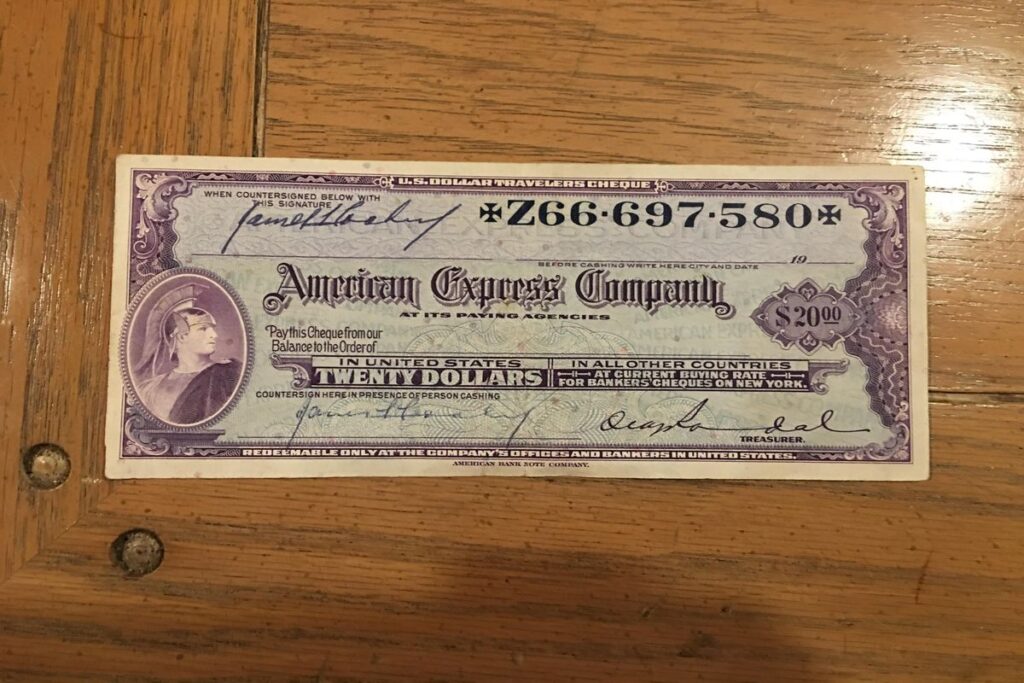 U.S. DOLLAR TRAVELERS CHEQUE
WHEN COUNTERSIGNED BELOW WITH
THIS SIGNATURE
Z66·697·580
19
BEFORE CASHING WRITE HERE CITY AND DATE
American Express Company
AT ITS PAYING AGENCIES
$20⁰⁰
Pay this Cheque from our
Balance to the Order of
IN UNITED STATES
TWENTY DOLLARS
IN ALL OTHER COUNTRIES
AT CURRENT BUYING RATE
FOR BANKERS' CHEQUES ON NEW YORK.
COUNTERSIGN HERE IN PRESENCE OF PERSON CASHING
TREASURER.
REDEEMABLE ONLY AT THE COMPANY'S OFFICES AND BANKERS IN UNITED STATES.
AMERICAN BANK NOTE COMPANY.